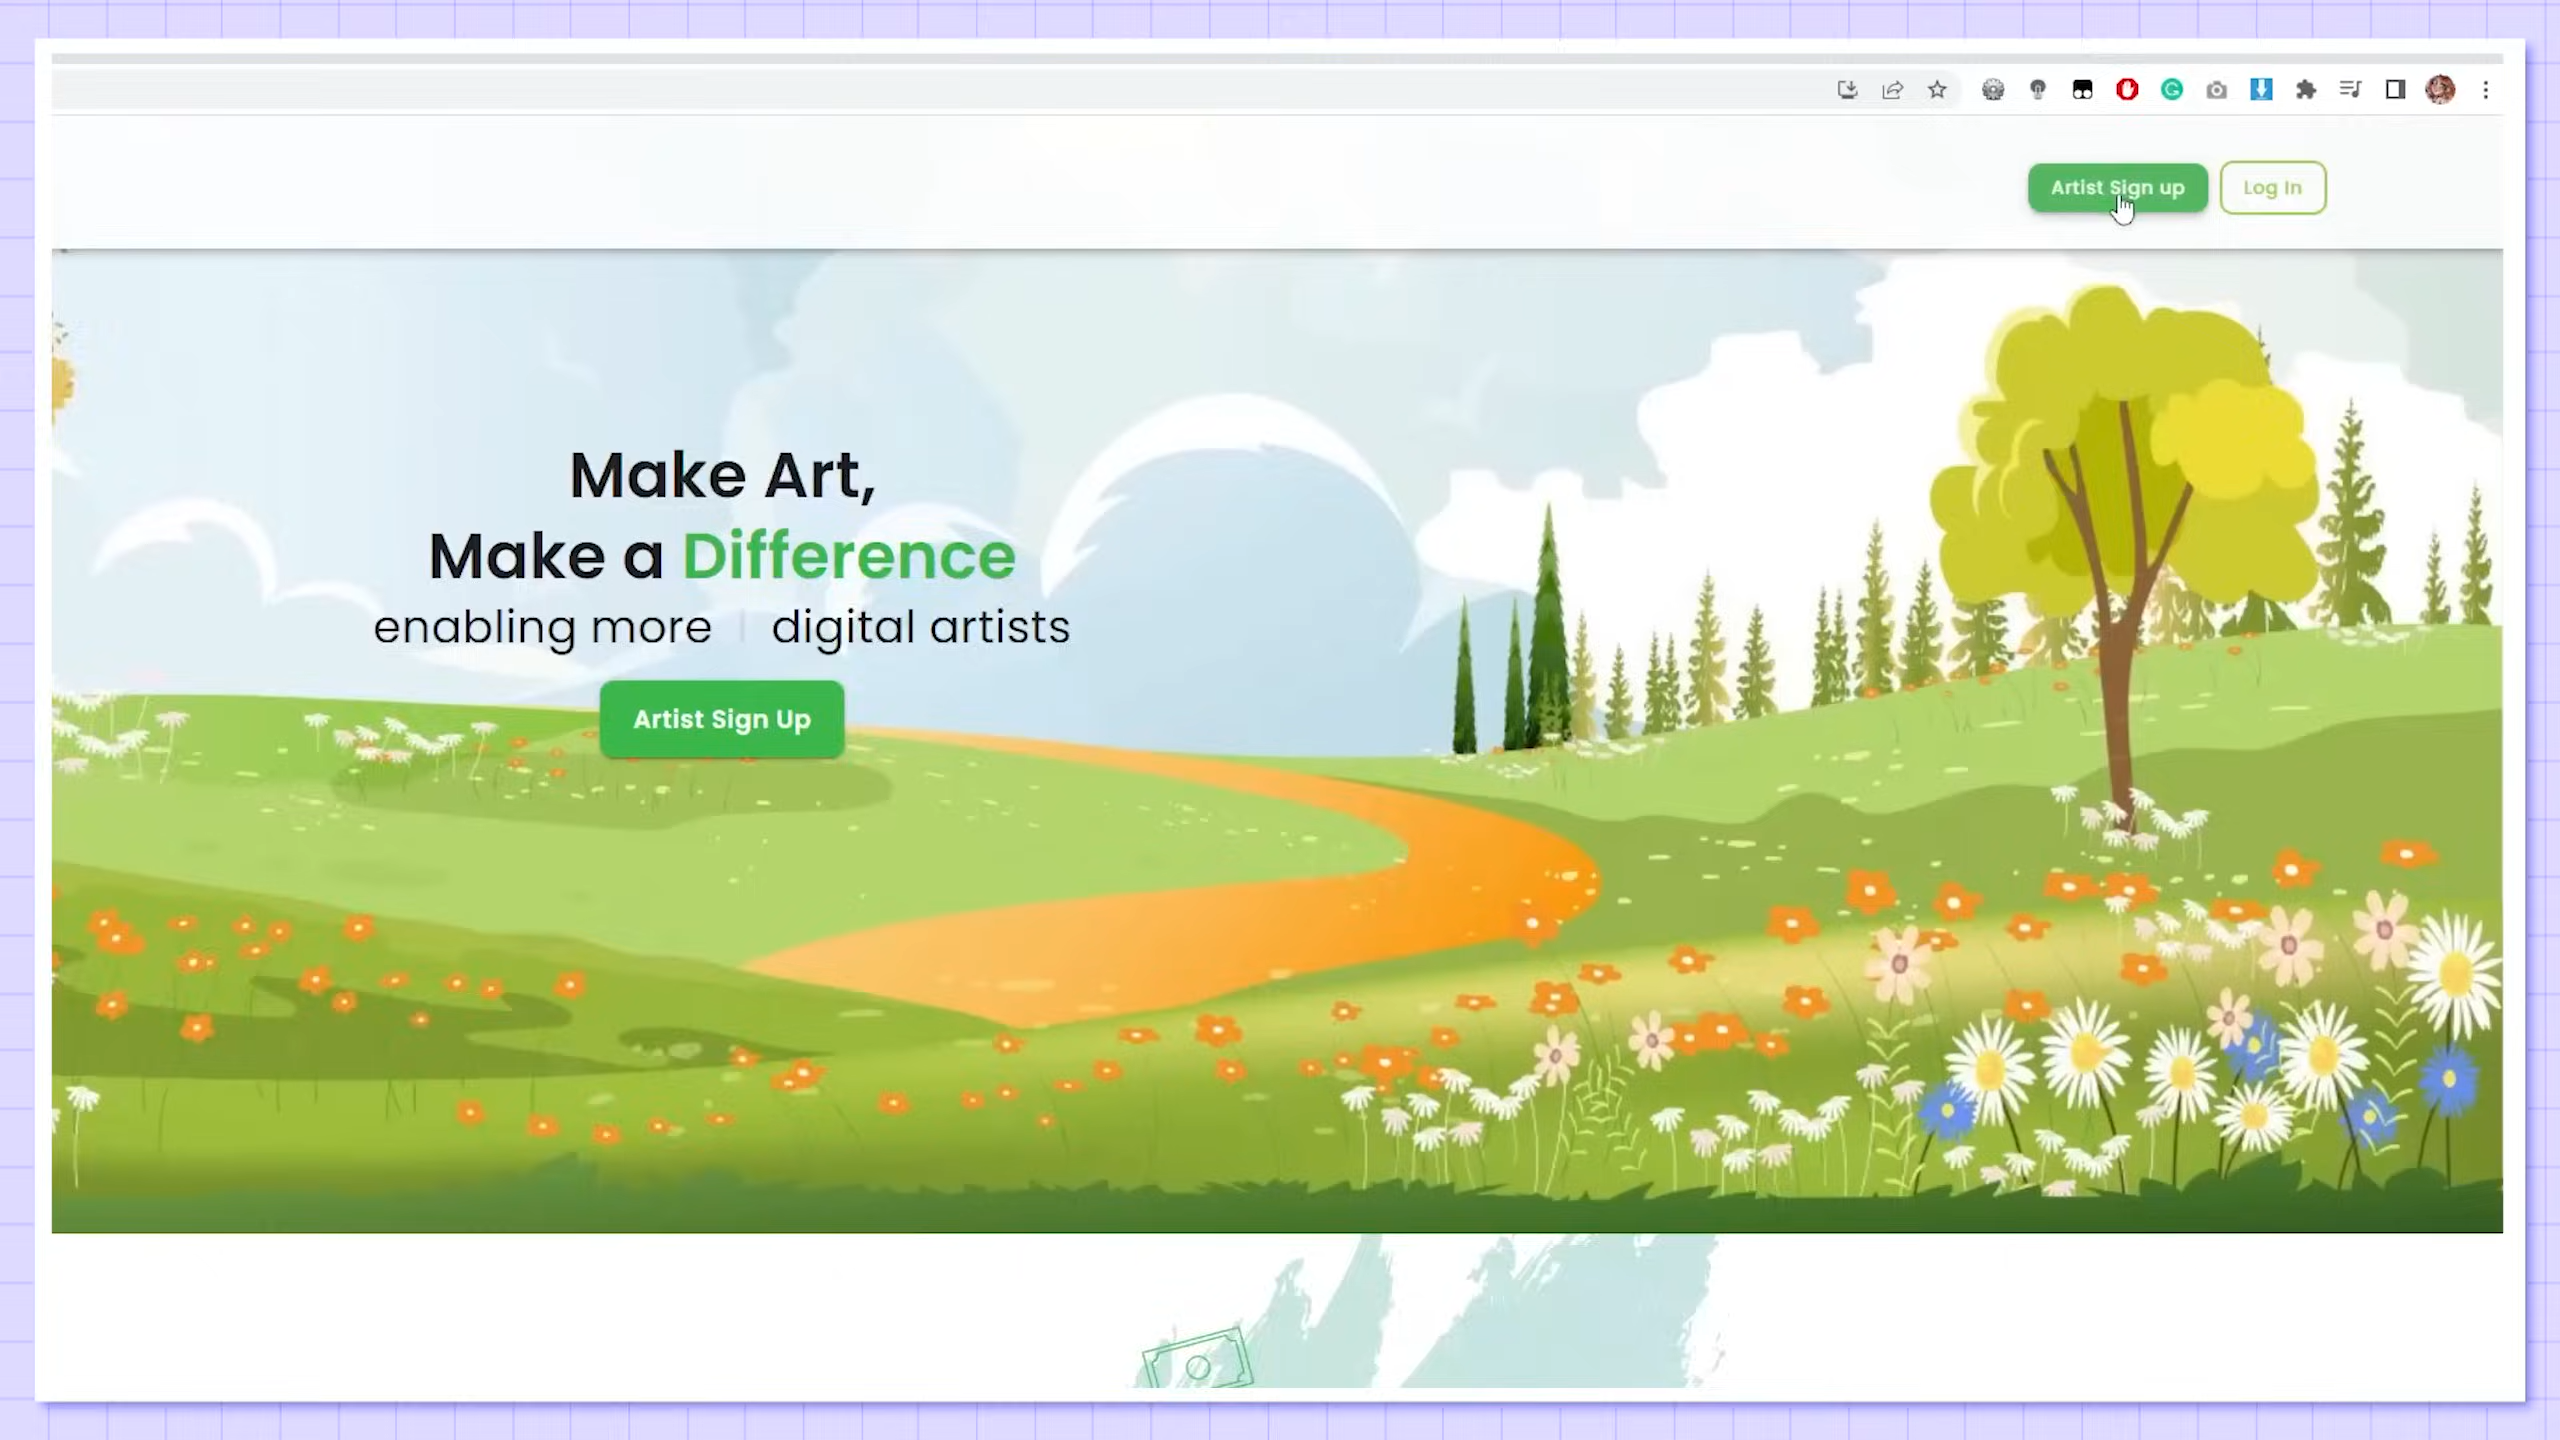 Artist Sign up
Log In
Make Art,
Make a Difference
enabling more digital artists
Artist Sign Up